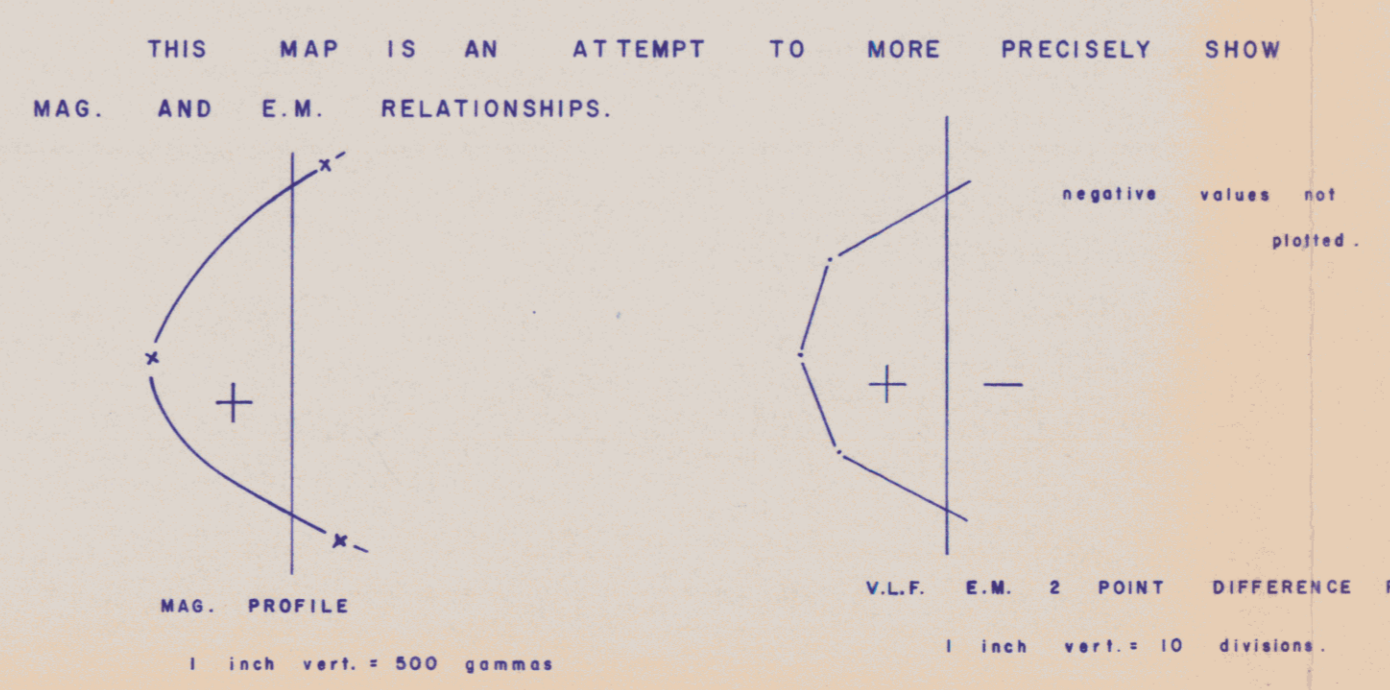 THIS MAP IS AN ATTEMPT TO MORE PRECISELY SHOW
MAG. AND E.M. RELATIONSHIPS.
negative values not
plotted.
+
+ —
MAG. PROFILE
1 inch vert. = 500 gammas
V.L.F. E.M. 2 POINT DIFFERENCE
1 inch vert. = 10 divisions.